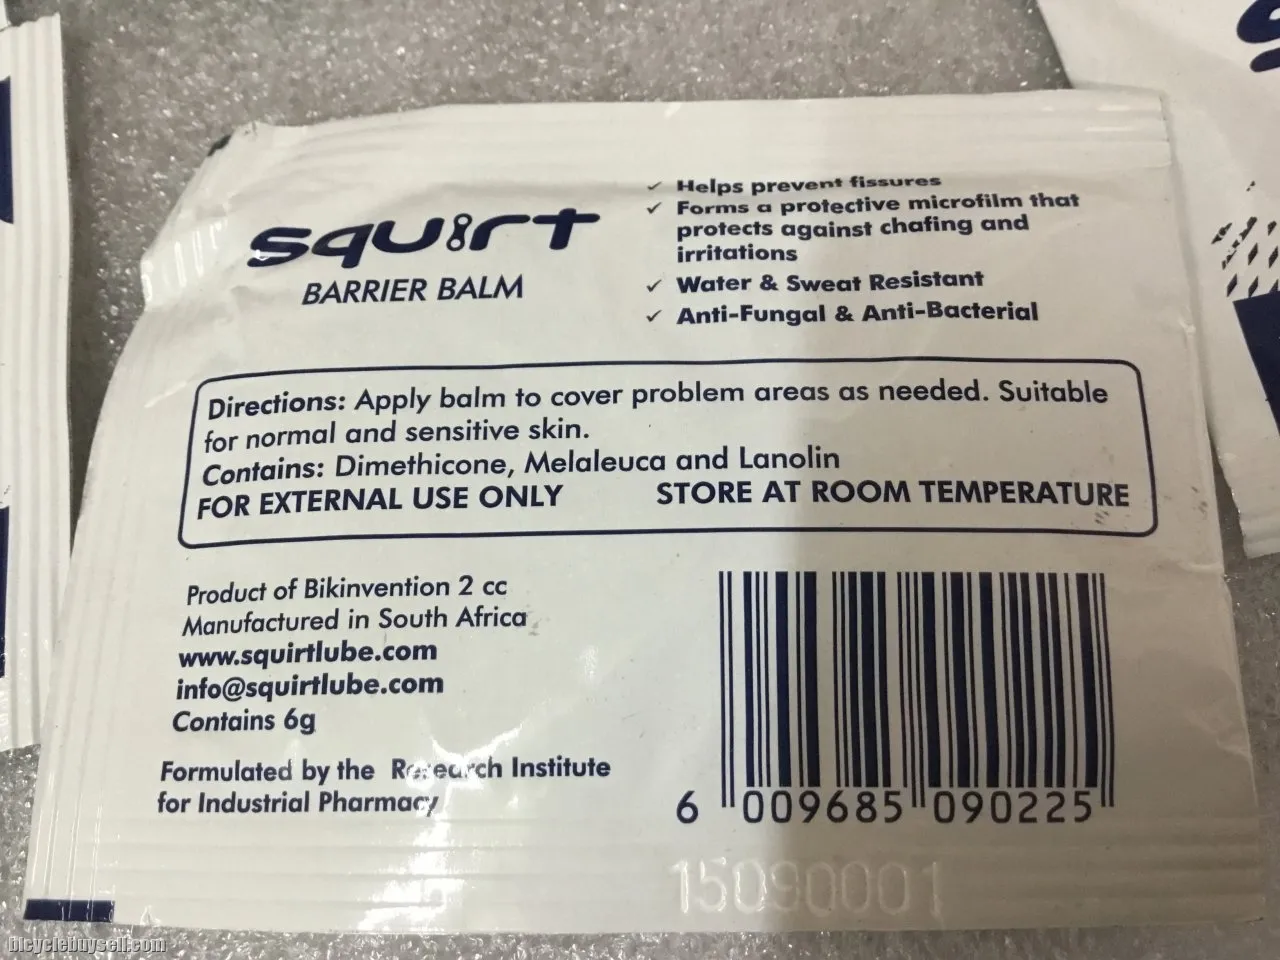 squirt
BARRIER BALM
✓ Helps prevent fissures
✓ Forms a protective microfilm that
protects against chafing and
irritations
✓ Water & Sweat Resistant
✓ Anti-Fungal & Anti-Bacterial
Directions: Apply balm to cover problem areas as needed. Suitable
for normal and sensitive skin.
Contains: Dimethicone, Melaleuca and Lanolin
FOR EXTERNAL USE ONLY STORE AT ROOM TEMPERATURE
Product of Bikinvention 2 cc
Manufactured in South Africa
www.squirtlube.com
info@squirtlube.com
Contains 6g
Formulated by the Research Institute
for Industrial Pharmacy
6 009685 090225
15090001
bicyclebuysell.com